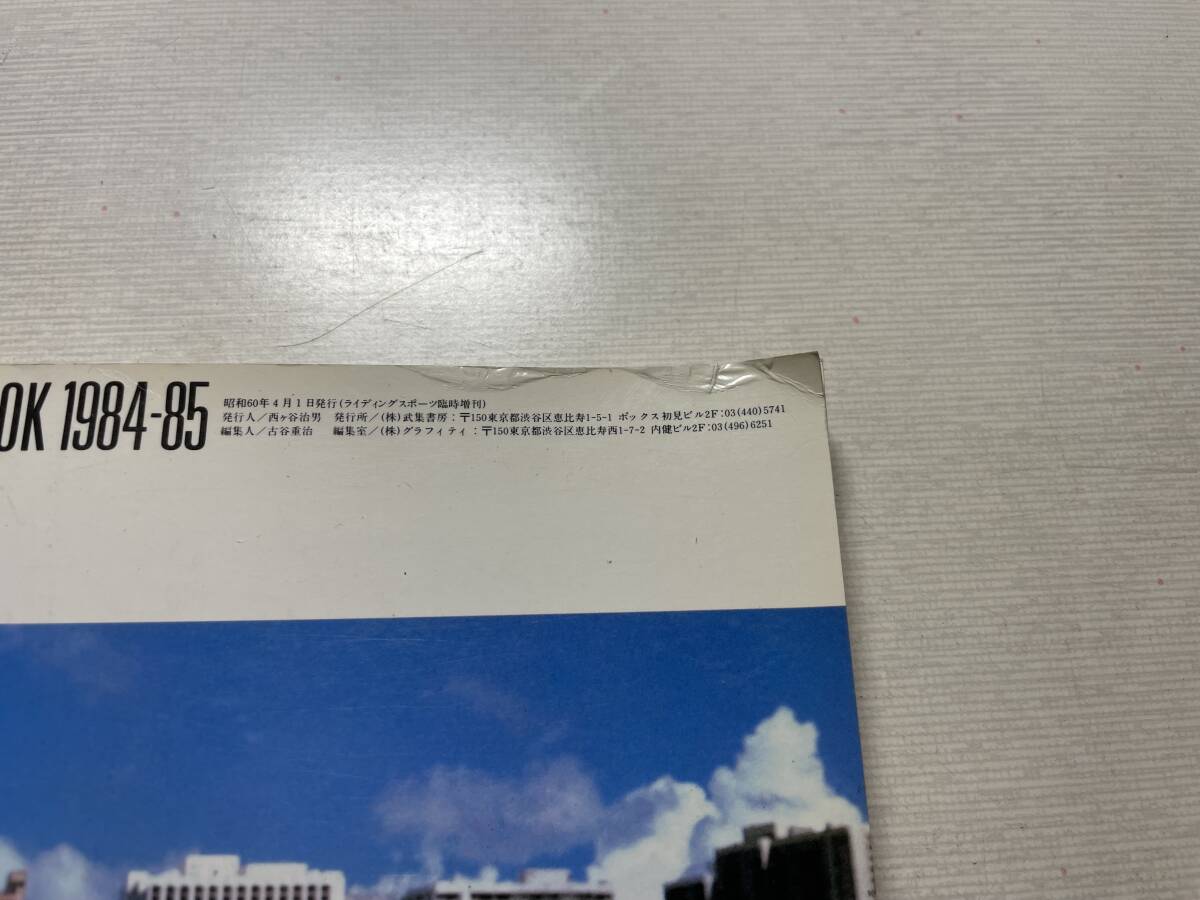 OK 1984-85
昭和60年4月1日発行(ライディングスポーツ臨時増刊)
発行人/西ヶ谷治男 発行所/(株)武集書房:〒150東京都渋谷区恵比寿1-5-1 ボックス初見ビル2F:03(440)5741
編集人/古谷重治 編集室/(株)グラフィティ:〒150東京都渋谷区恵比寿西1-7-2 内健ビル2F:03(496)6251